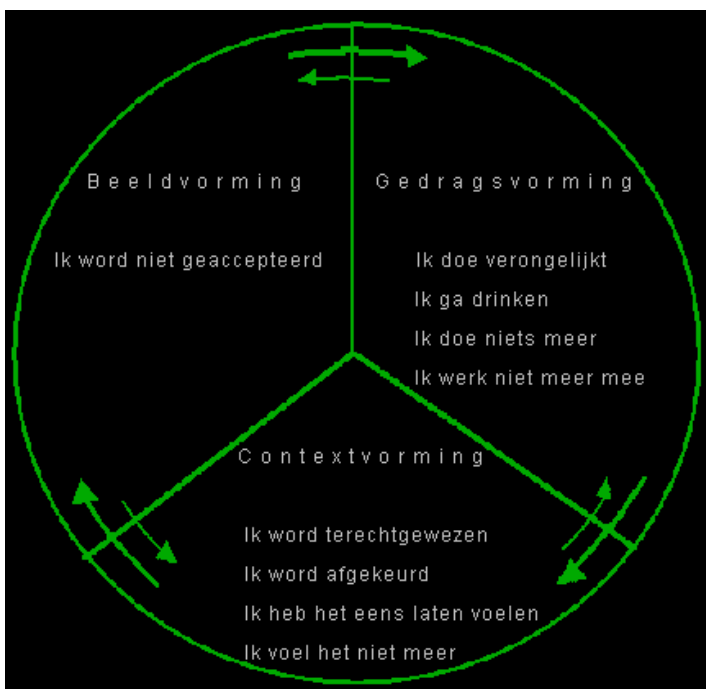 Beeldvorming
Ik word niet geaccepteerd
Gedragsvorming
Ik doe verongelijkt
Ik ga drinken
Ik doe niets meer
Ik werk niet meer mee
Contextvorming
Ik word terechtgewezen
Ik word afgekeurd
Ik heb het eens laten voelen
Ik voel het niet meer